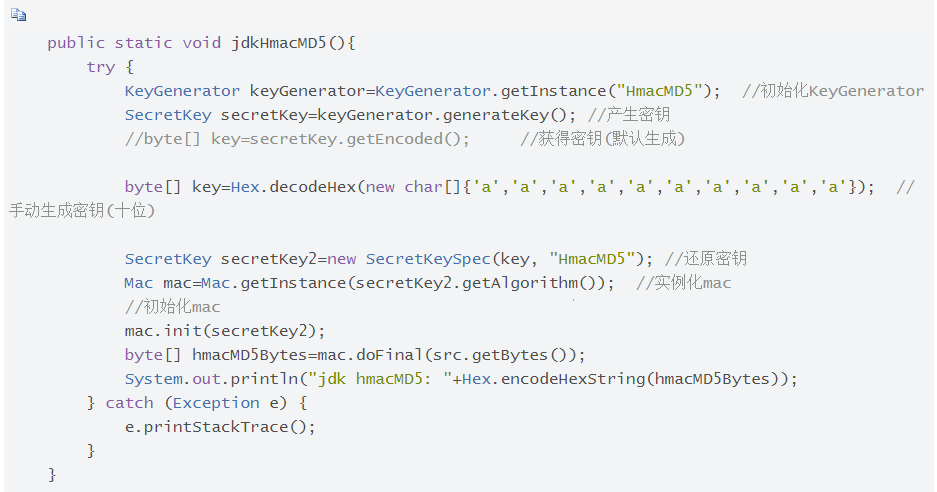 public static void jdkHmacMD5(){
try {
KeyGenerator keyGenerator=KeyGenerator.getInstance("HmacMD5");  //初始化KeyGenerator
SecretKey secretKey=keyGenerator.generateKey(); //产生密钥
//byte[] key=secretKey.getEncoded();     //获得密钥(默认生成)
byte[] key=Hex.decodeHex(new char[]{'a','a','a','a','a','a','a','a','a','a'});  //
手动生成密钥(十位)
SecretKey secretKey2=new SecretKeySpec(key, "HmacMD5"); //还原密钥
Mac mac=Mac.getInstance(secretKey2.getAlgorithm());  //实例化mac
//初始化mac
mac.init(secretKey2);
byte[] hmacMD5Bytes=mac.doFinal(src.getBytes());
System.out.println("jdk hmacMD5: "+Hex.encodeHexString(hmacMD5Bytes));
} catch (Exception e) {
e.printStackTrace();
}
}